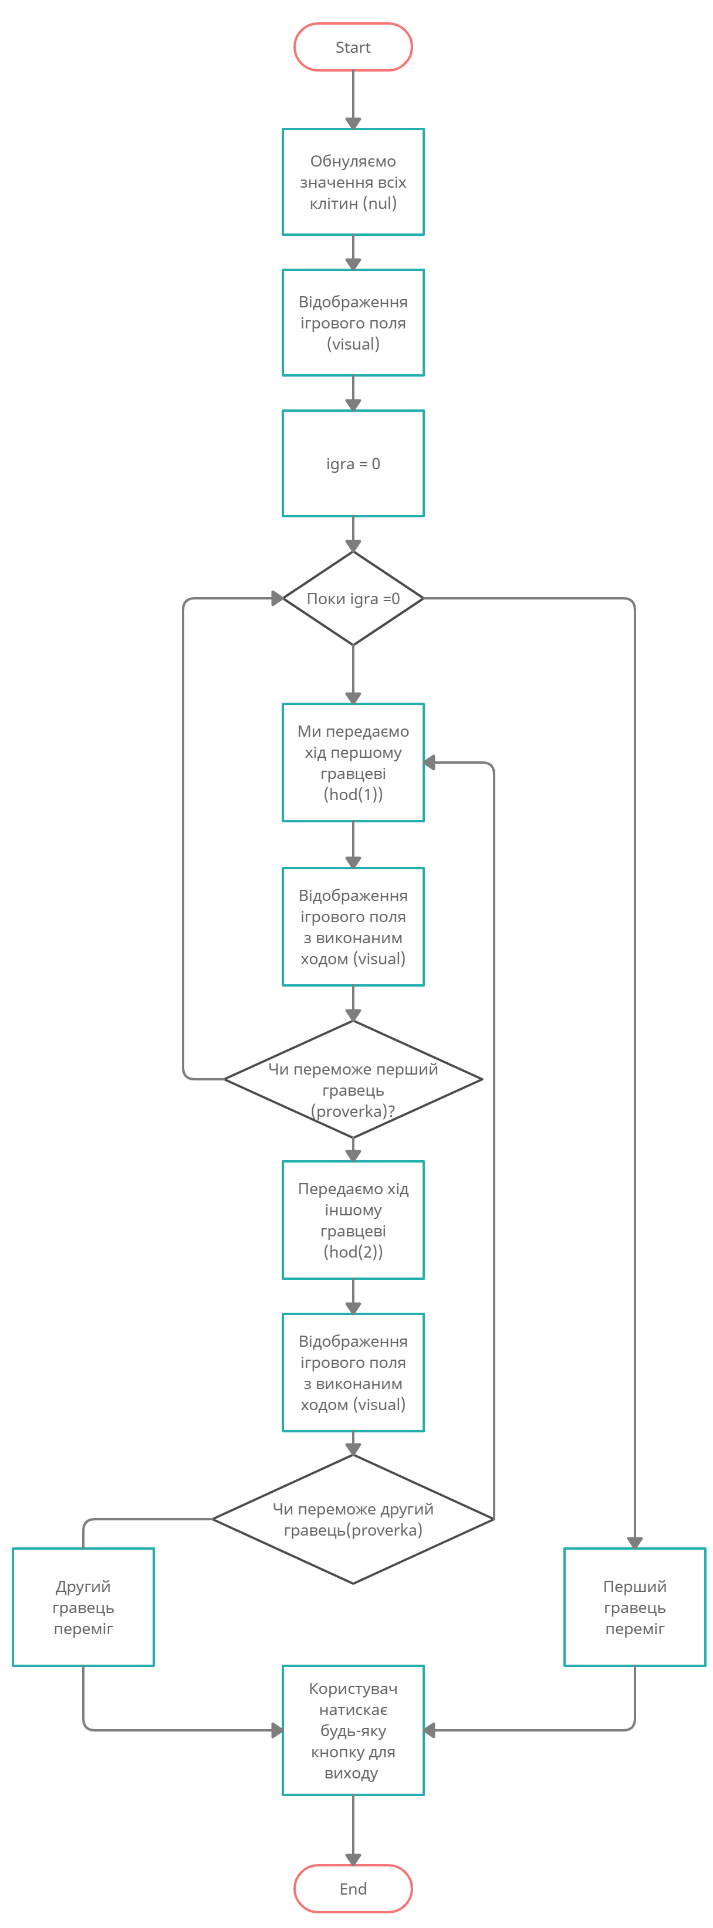 Start
Обнуляємо
значення всіх
клітин (nul)
Відображення
ігрового поля
(visual)
igra = 0
Поки igra =0
Ми передаємо
хід першому
гравцеві
(hod(1))
Відображення
ігрового поля
з виконаним
ходом (visual)
Чи переможе перший
гравець
(proverka)?
Передаємо хід
іншому
гравцеві
(hod(2))
Відображення
ігрового поля
з виконаним
ходом (visual)
Чи переможе другий
гравець(proverka)
Другий
гравець
переміг
Перший
гравець
переміг
Користувач
натискає
будь-яку
кнопку для
виходу
End